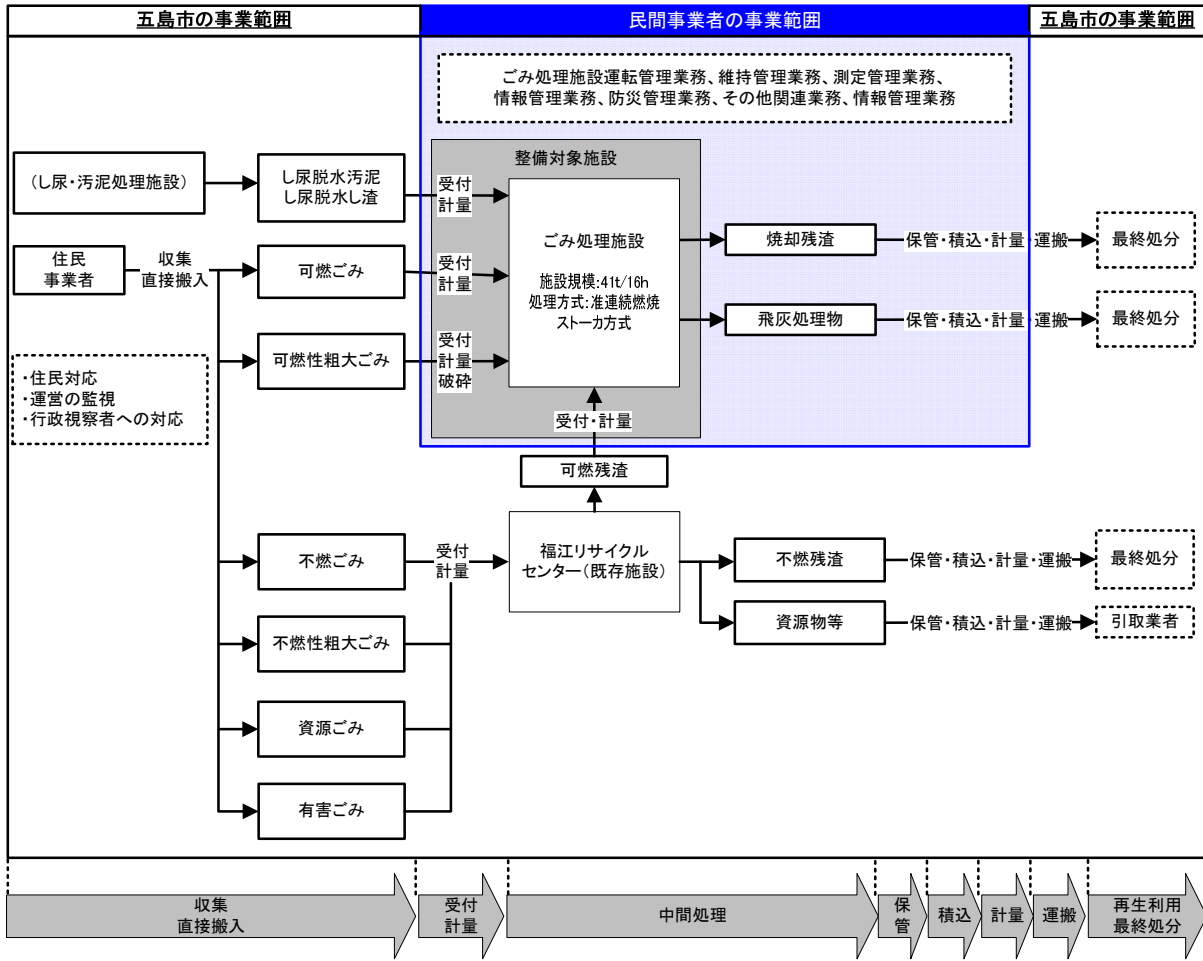 五島市の事業範囲
民間事業者の事業範囲
五島市の事業範囲
ごみ処理施設運転管理業務、維持管理業務、測定管理業務、
情報管理業務、防災管理業務、その他関連業務、情報管理業務
整備対象施設
(し尿・汚泥処理施設)
し尿脱水汚泥
し尿脱水し渣
受付
計量
ごみ処理施設
施設規模:41t/16h
処理方式:准連続燃焼
ストーカ方式
焼却残渣
保管・積込・計量・運搬
最終処分
住民
事業者
収集
直接搬入
可燃ごみ
受付
計量
飛灰処理物
保管・積込・計量・運搬
最終処分
可燃性粗大ごみ
受付
計量
破砕
・住民対応
・運営の監視
・行政視察者への対応
受付・計量
可燃残渣
不燃ごみ
受付
計量
福江リサイクル
センター(既存施設)
不燃残渣
保管・積込・計量・運搬
最終処分
資源物等
保管・積込・計量・運搬
引取業者
不燃性粗大ごみ
資源ごみ
有害ごみ
収集
直接搬入
受付
計量
中間処理
保
管
積込
計量
運搬
再生利用
最終処分